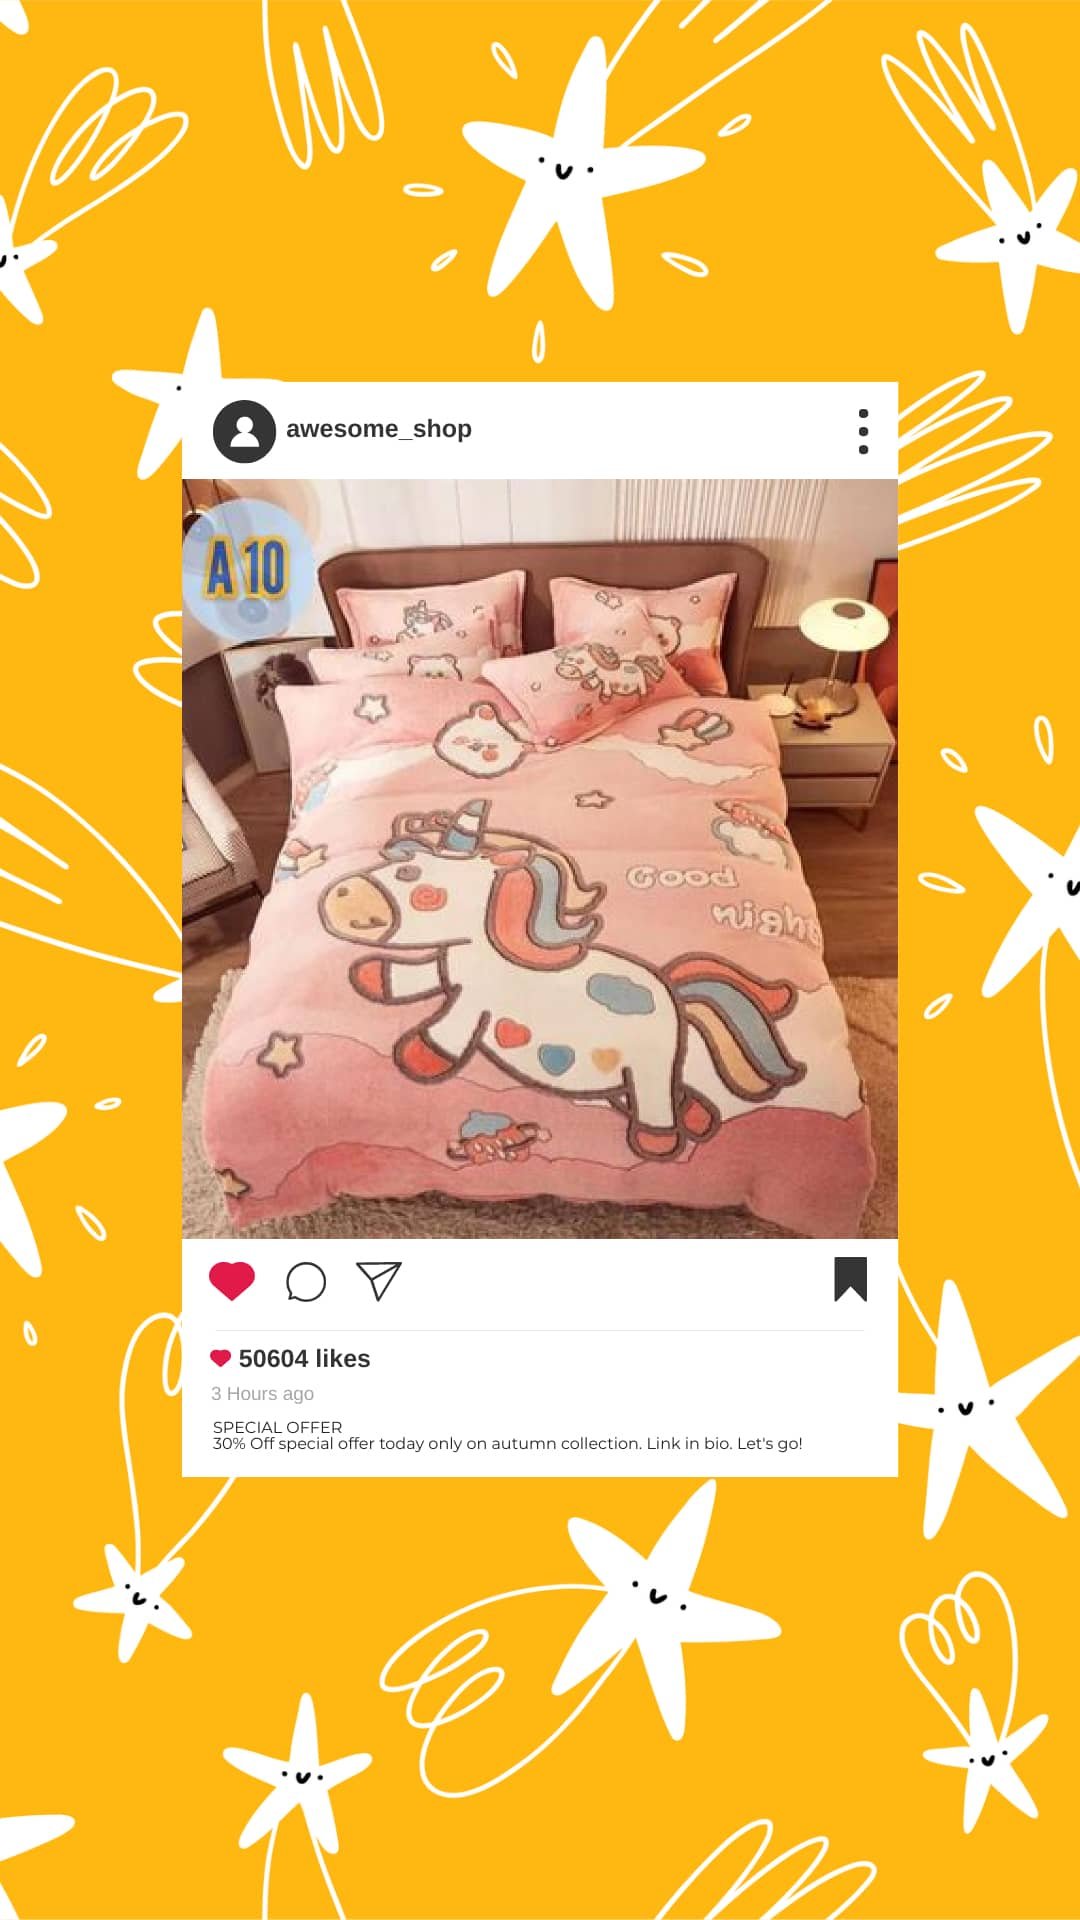 awesome_shop
A 10
Good
night
50604 likes
3 Hours ago
SPECIAL OFFER
30% Off special offer today only on autumn collection. Link in bio. Let's go!